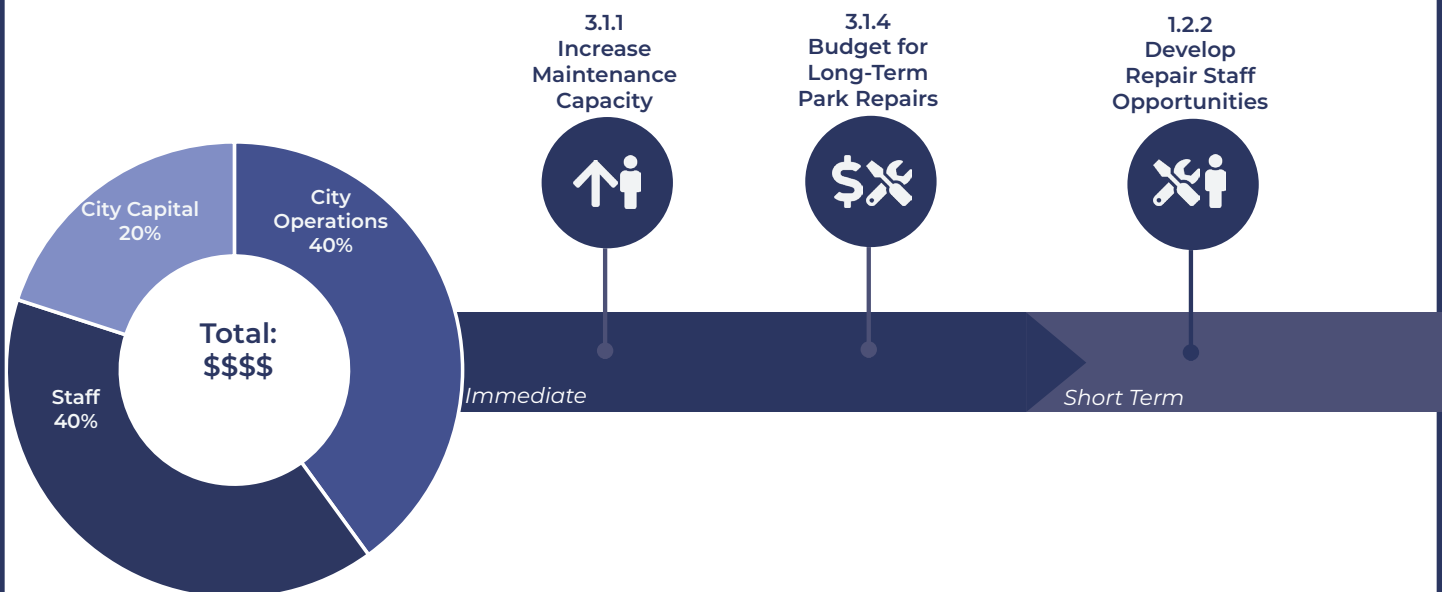 3.1.1
Increase
Maintenance
Capacity
3.1.4
Budget for
Long-Term
Park Repairs
1.2.2
Develop
Repair Staff
Opportunities
City Capital
20%
City
Operations
40%
Total:
$$$$
Staff
40%
Immediate
Short Term